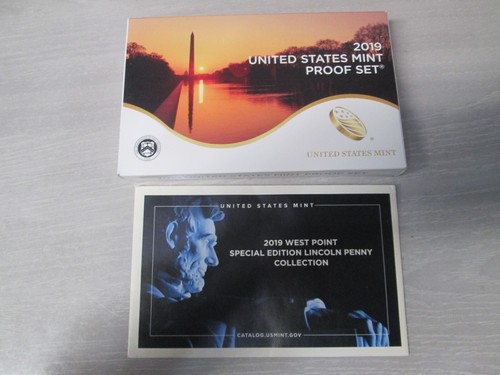 2019
UNITED STATES MINT
PROOF SET®
UNITED STATES MINT
UNITED STATES MINT
2019 WEST POINT
SPECIAL EDITION LINCOLN PENNY
COLLECTION
CATALOG.USMINT.GOV